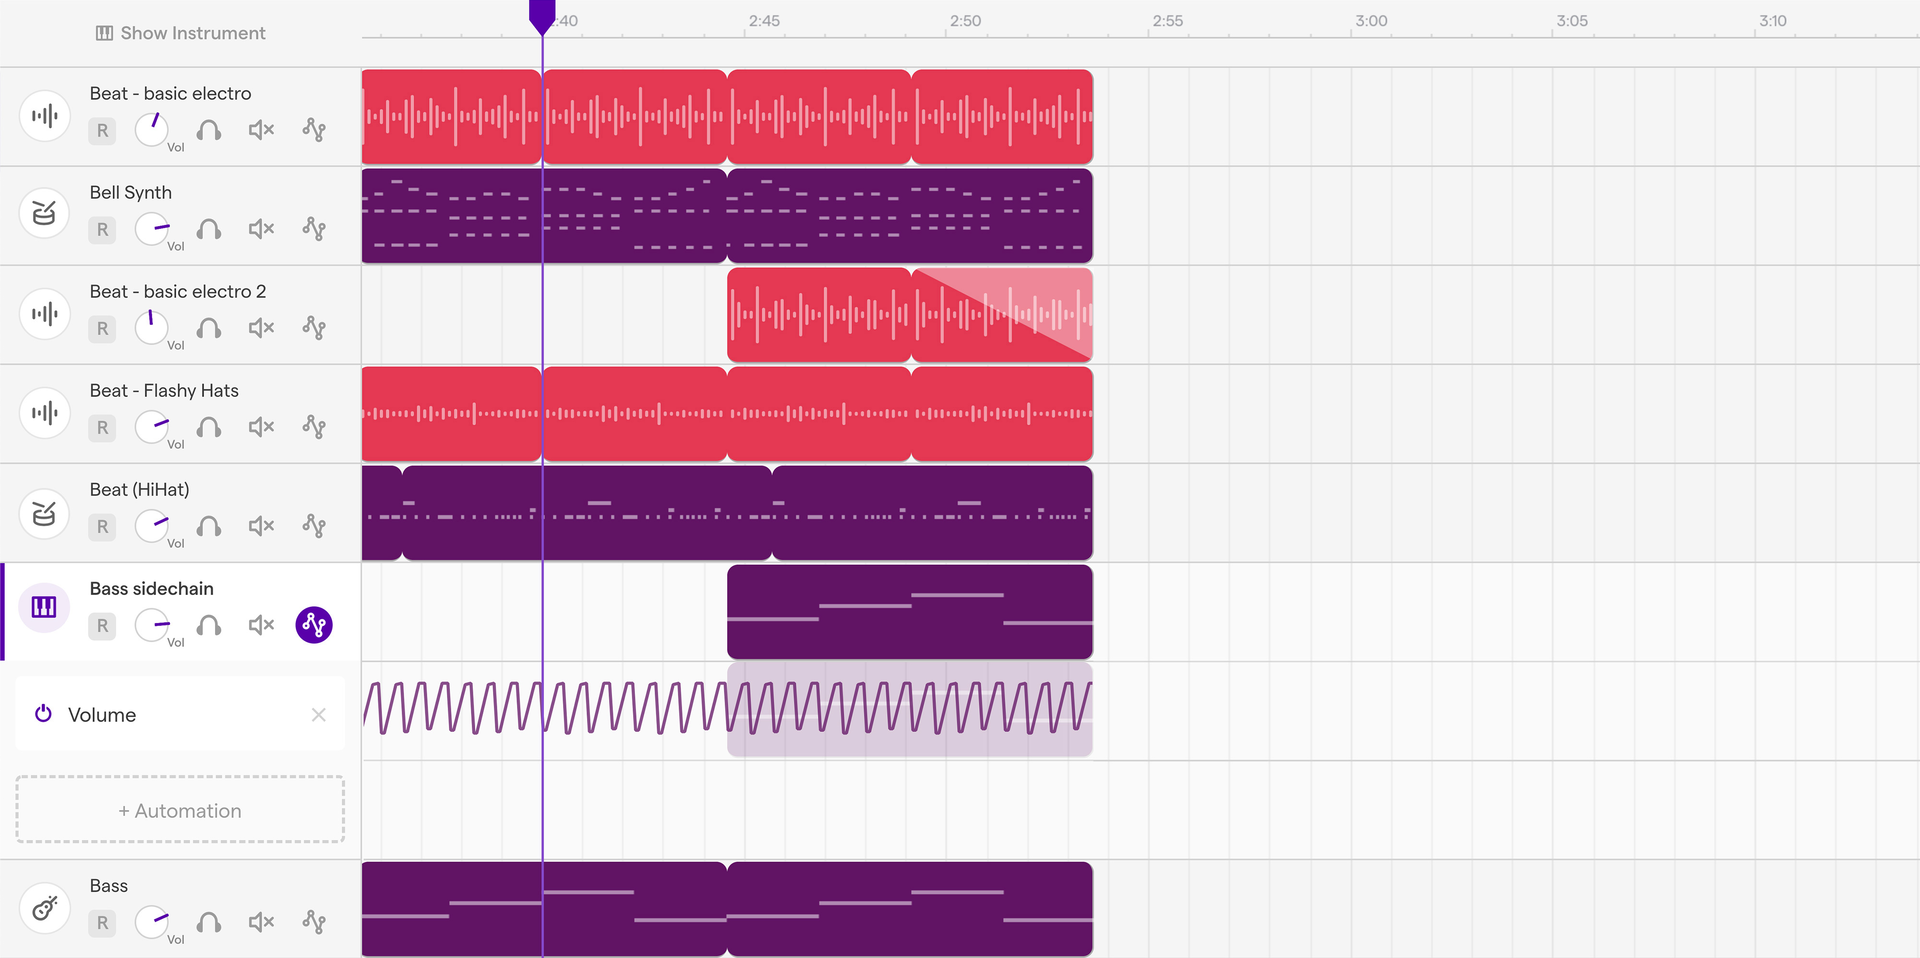 Show Instrument
:40
2:45
2:50
2:55
3:00
3:05
3:10
Beat - basic electro
R
Vol
Bell Synth
R
Vol
Beat - basic electro 2
R
Vol
Beat - Flashy Hats
R
Vol
Beat (HiHat)
R
Vol
Bass sidechain
R
Vol
Volume
+ Automation
Bass
R
Vol